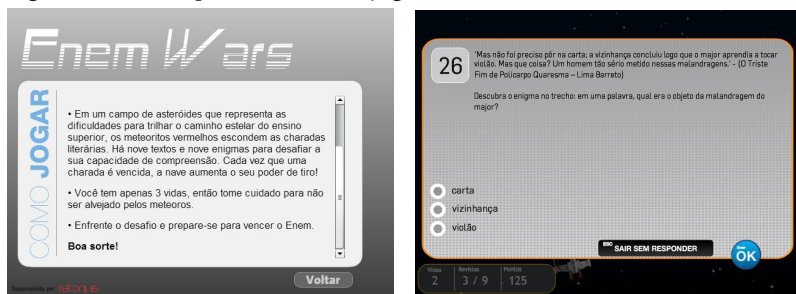 Enem Wars
COMO JOGAR
• Em um campo de asteróides que representa as
dificuldades para trilhar o caminho estelar do ensino
superior, os meteoritos vermelhos escondem as charadas
literárias. Há nove textos e nove enigmas para desafiar a
sua capacidade de compreensão. Cada vez que uma
charada é vencida, a nave aumenta o seu poder de tiro!
• Você tem apenas 3 vidas, então tome cuidado para não
ser alvejado pelos meteoros.
• Enfrente o desafio e prepare-se para vencer o Enem.
Boa sorte!
Voltar
Desenvolvido por
26
'Mas não foi preciso pôr na carta; a vizinhança concluiu logo que o major aprendia a tocar
violão. Mas que coisa? Um homem tão sério metido nessas malandragens.' - (O Triste
Fim de Policarpo Quaresma – Lima Barreto)
Descubra o enigma no trecho: em uma palavra, qual era o objeto da malandragem do
major?
carta
vizinhança
violão
ESC SAIR SEM RESPONDER
OK
Vidas Revistas Pontos
2 3 / 9 125